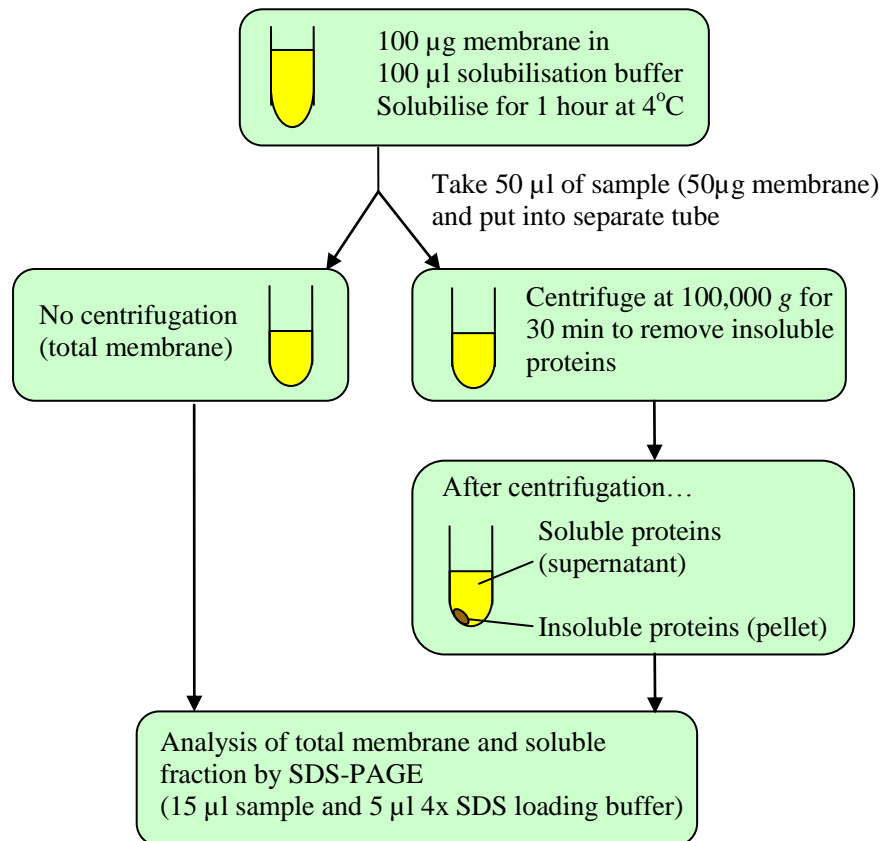 100 µg membrane in
100 µl solubilisation buffer
Solubilise for 1 hour at 4°C
Take 50 µl of sample (50µg membrane)
and put into separate tube
No centrifugation
(total membrane)
Centrifuge at 100,000 g for
30 min to remove insoluble
proteins
After centrifugation…
Soluble proteins
(supernatant)
Insoluble proteins (pellet)
Analysis of total membrane and soluble
fraction by SDS-PAGE
(15 µl sample and 5 µl 4x SDS loading buffer)